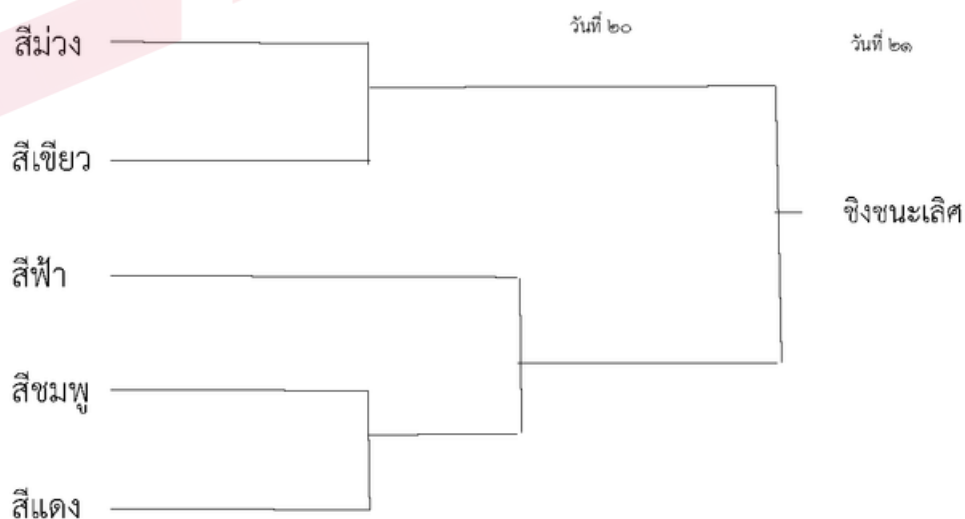 วันที่ ๒๐
วันที่ ๒๑
สีม่วง
สีเขียว
ชิงชนะเลิศ
สีฟ้า
สีชมพู
สีแดง